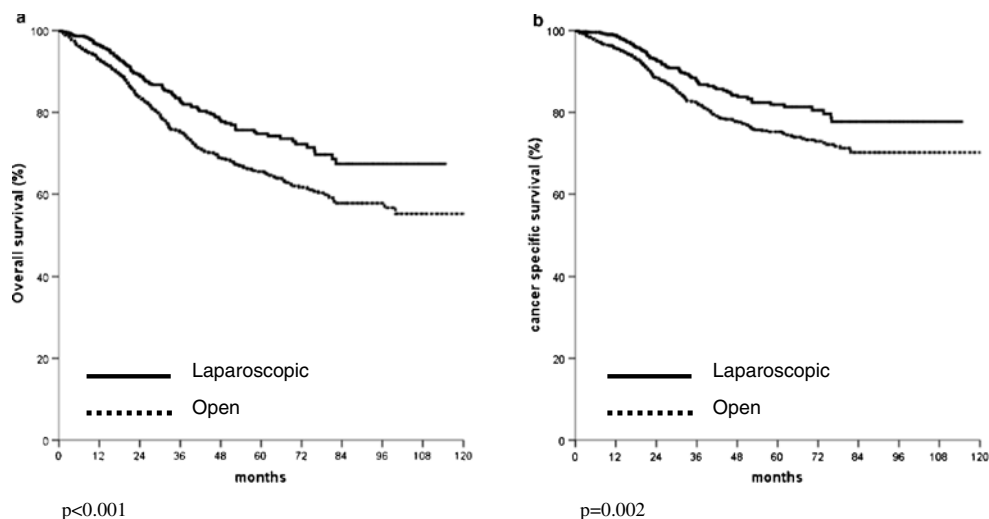 a
Overall survival (%)
100
80
60
40
20
0
0 12 24 36 48 60 72 84 96 108 120
months
Laparoscopic
Open
p<0.001
b
cancer specific survival (%)
100
80
60
40
20
0
0 12 24 36 48 60 72 84 96 108 120
months
Laparoscopic
Open
p=0.002